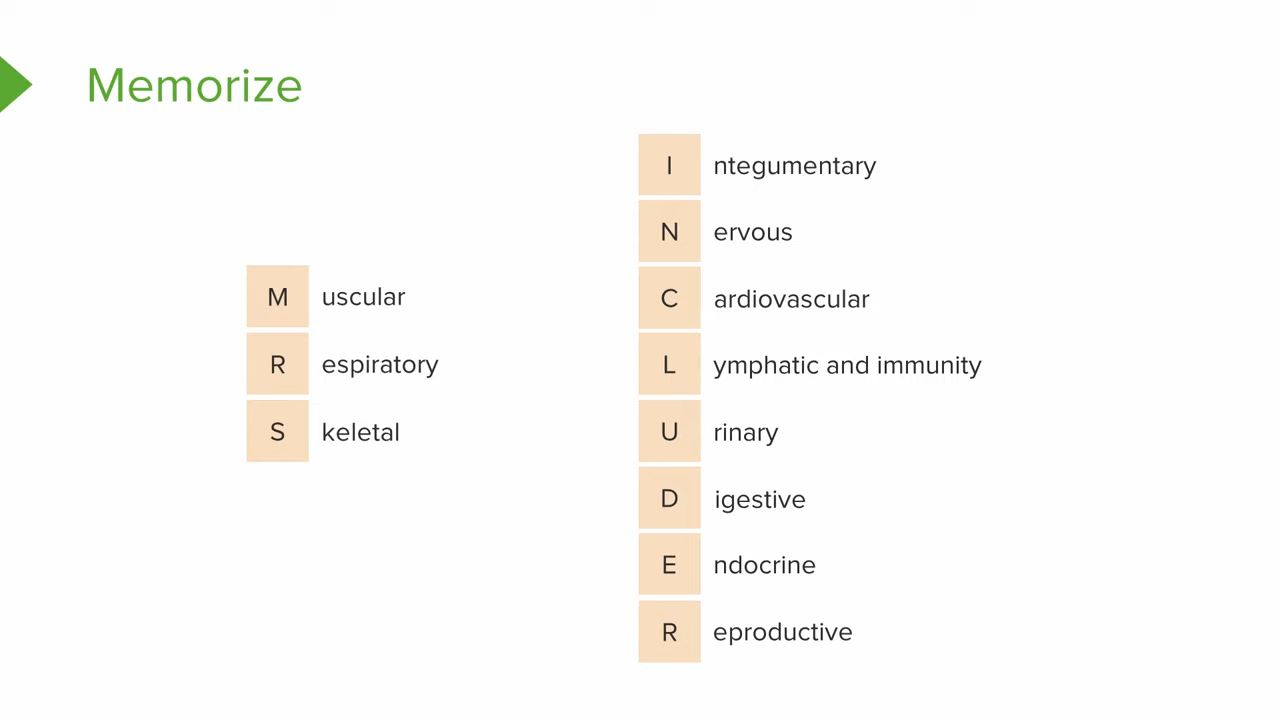 Memorize
M uscular
R espiratory
S keletal
I ntegumentary
N ervous
C ardiovascular
L ymphatic and immunity
U rinary
D igestive
E ndocrine
R eproductive